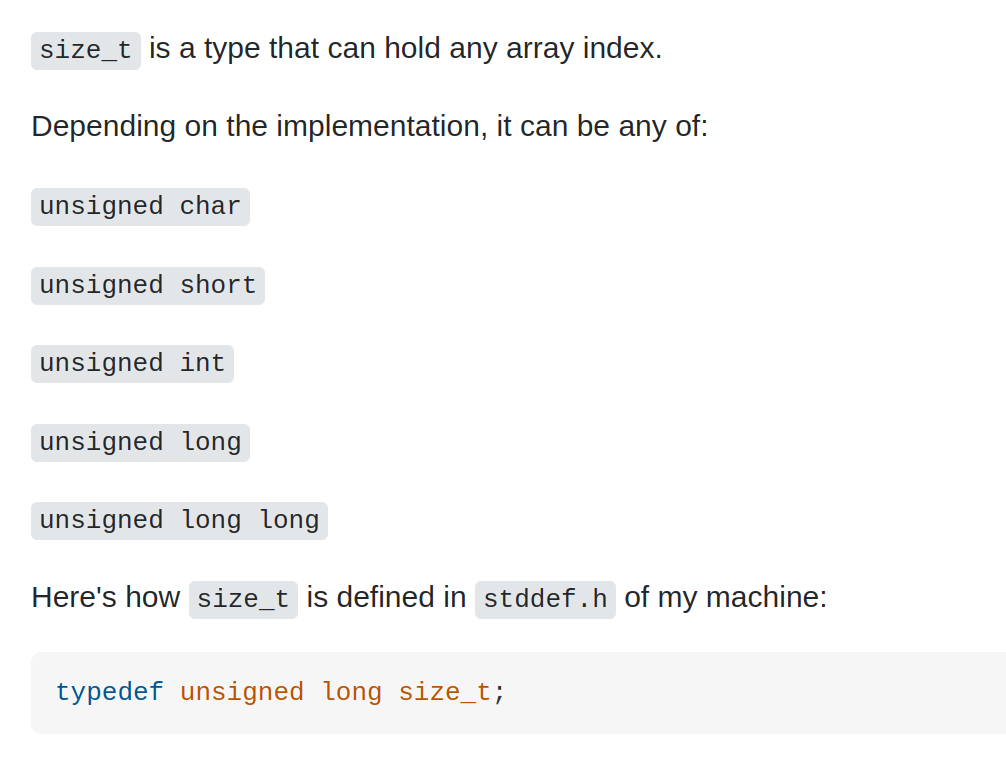 size_t is a type that can hold any array index.
Depending on the implementation, it can be any of:
unsigned char
unsigned short
unsigned int
unsigned long
unsigned long long
Here's how size_t is defined in stddef.h of my machine:
typedef unsigned long size_t;